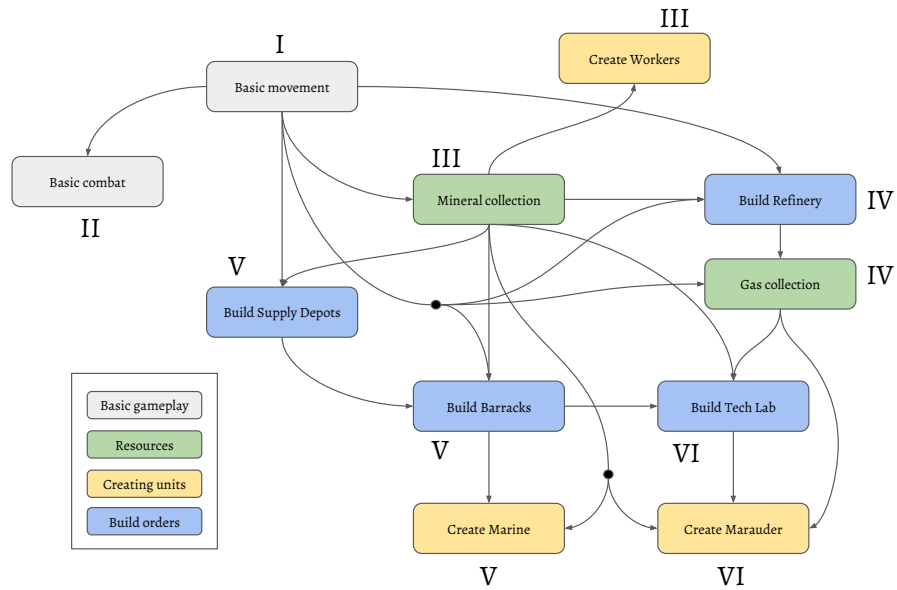 III
Create Workers
I
Basic movement
Basic combat
II
III
Mineral collection
Build Refinery
IV
V
Build Supply Depots
Gas collection
IV
Basic gameplay
Resources
Creating units
Build orders
Build Barracks
V
Build Tech Lab
VI
Create Marine
V
Create Marauder
VI